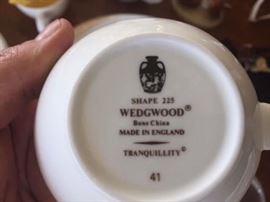 SHAPE 225
WEDGWOOD®
Bone China
MADE IN ENGLAND
TRANQUILLITY©
41